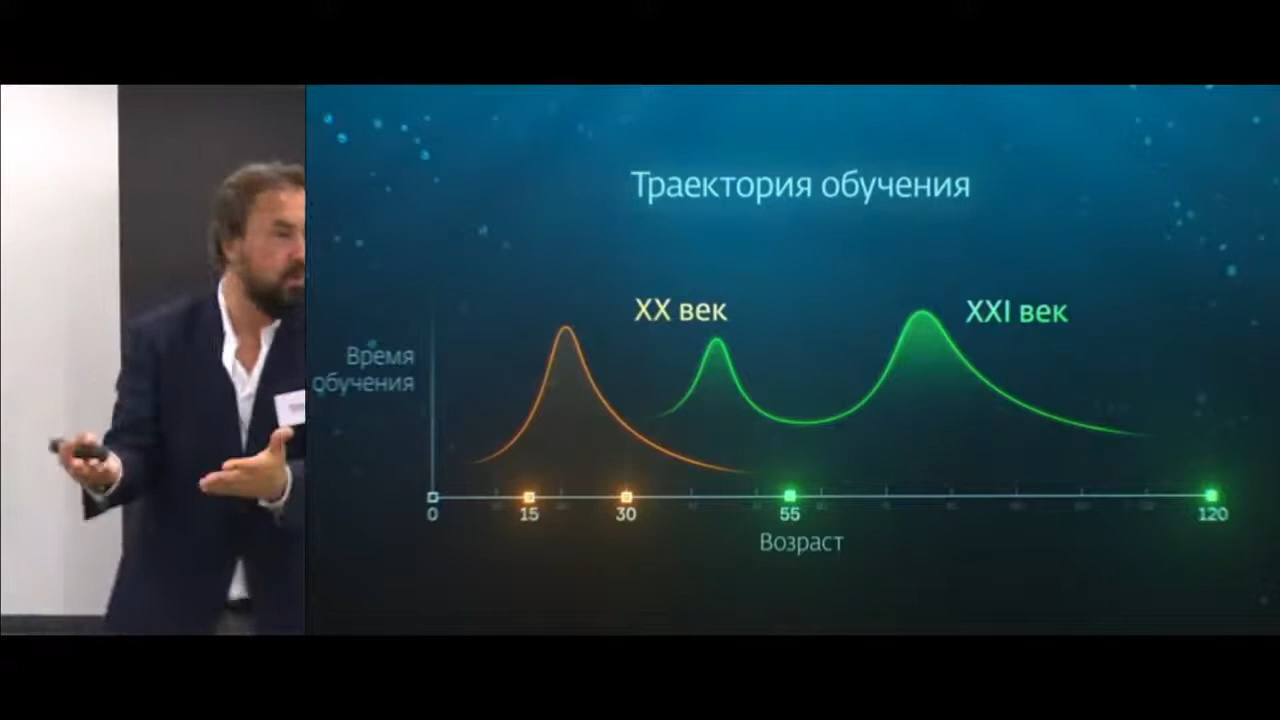 Траектория обучения
XX век
XXI век
Время
обучения
0
15
30
55
120
Возраст